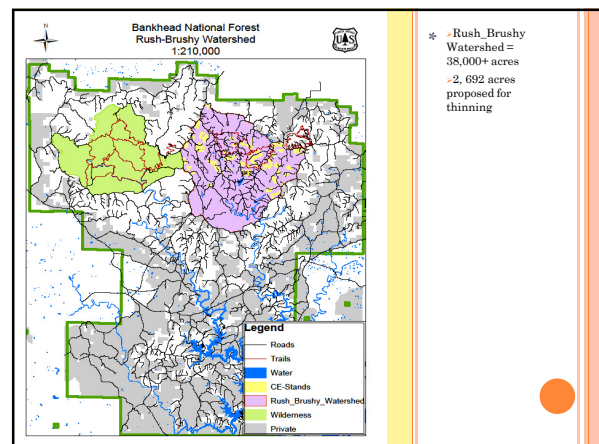 Bankhead National Forest
Rush-Brushy Watershed
1:210,000
N
U S
Legend
Roads
Trails
Water
CE-Stands
Rush_Brushy_Watershed
Wilderness
Private
* ➢Rush_Brushy
Watershed =
38,000+ acres
➢2, 692 acres
proposed for
thinning